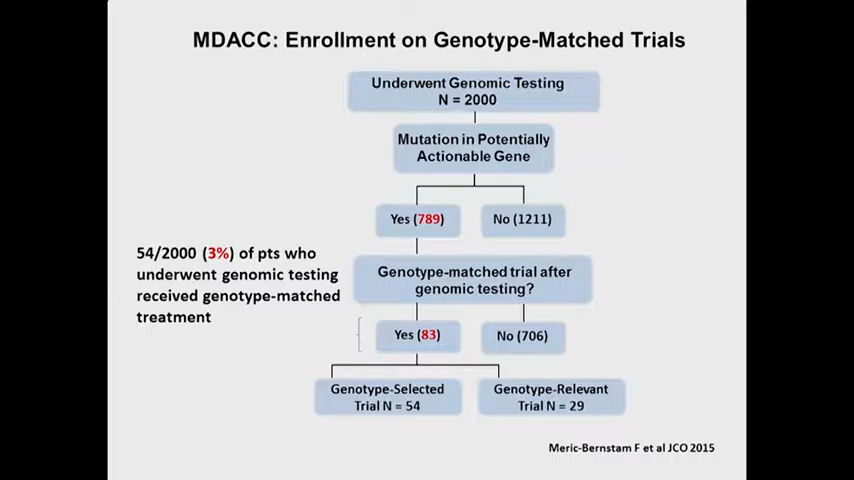 MDACC: Enrollment on Genotype-Matched Trials
Underwent Genomic Testing
N = 2000
Mutation in Potentially
Actionable Gene
Yes (789)
No (1211)
54/2000 (3%) of pts who
underwent genomic testing
received genotype-matched
treatment
Genotype-matched trial after
genomic testing?
Yes (83)
No (706)
Genotype-Selected
Trial N = 54
Genotype-Relevant
Trial N = 29
Meric-Bernstam F et al JCO 2015